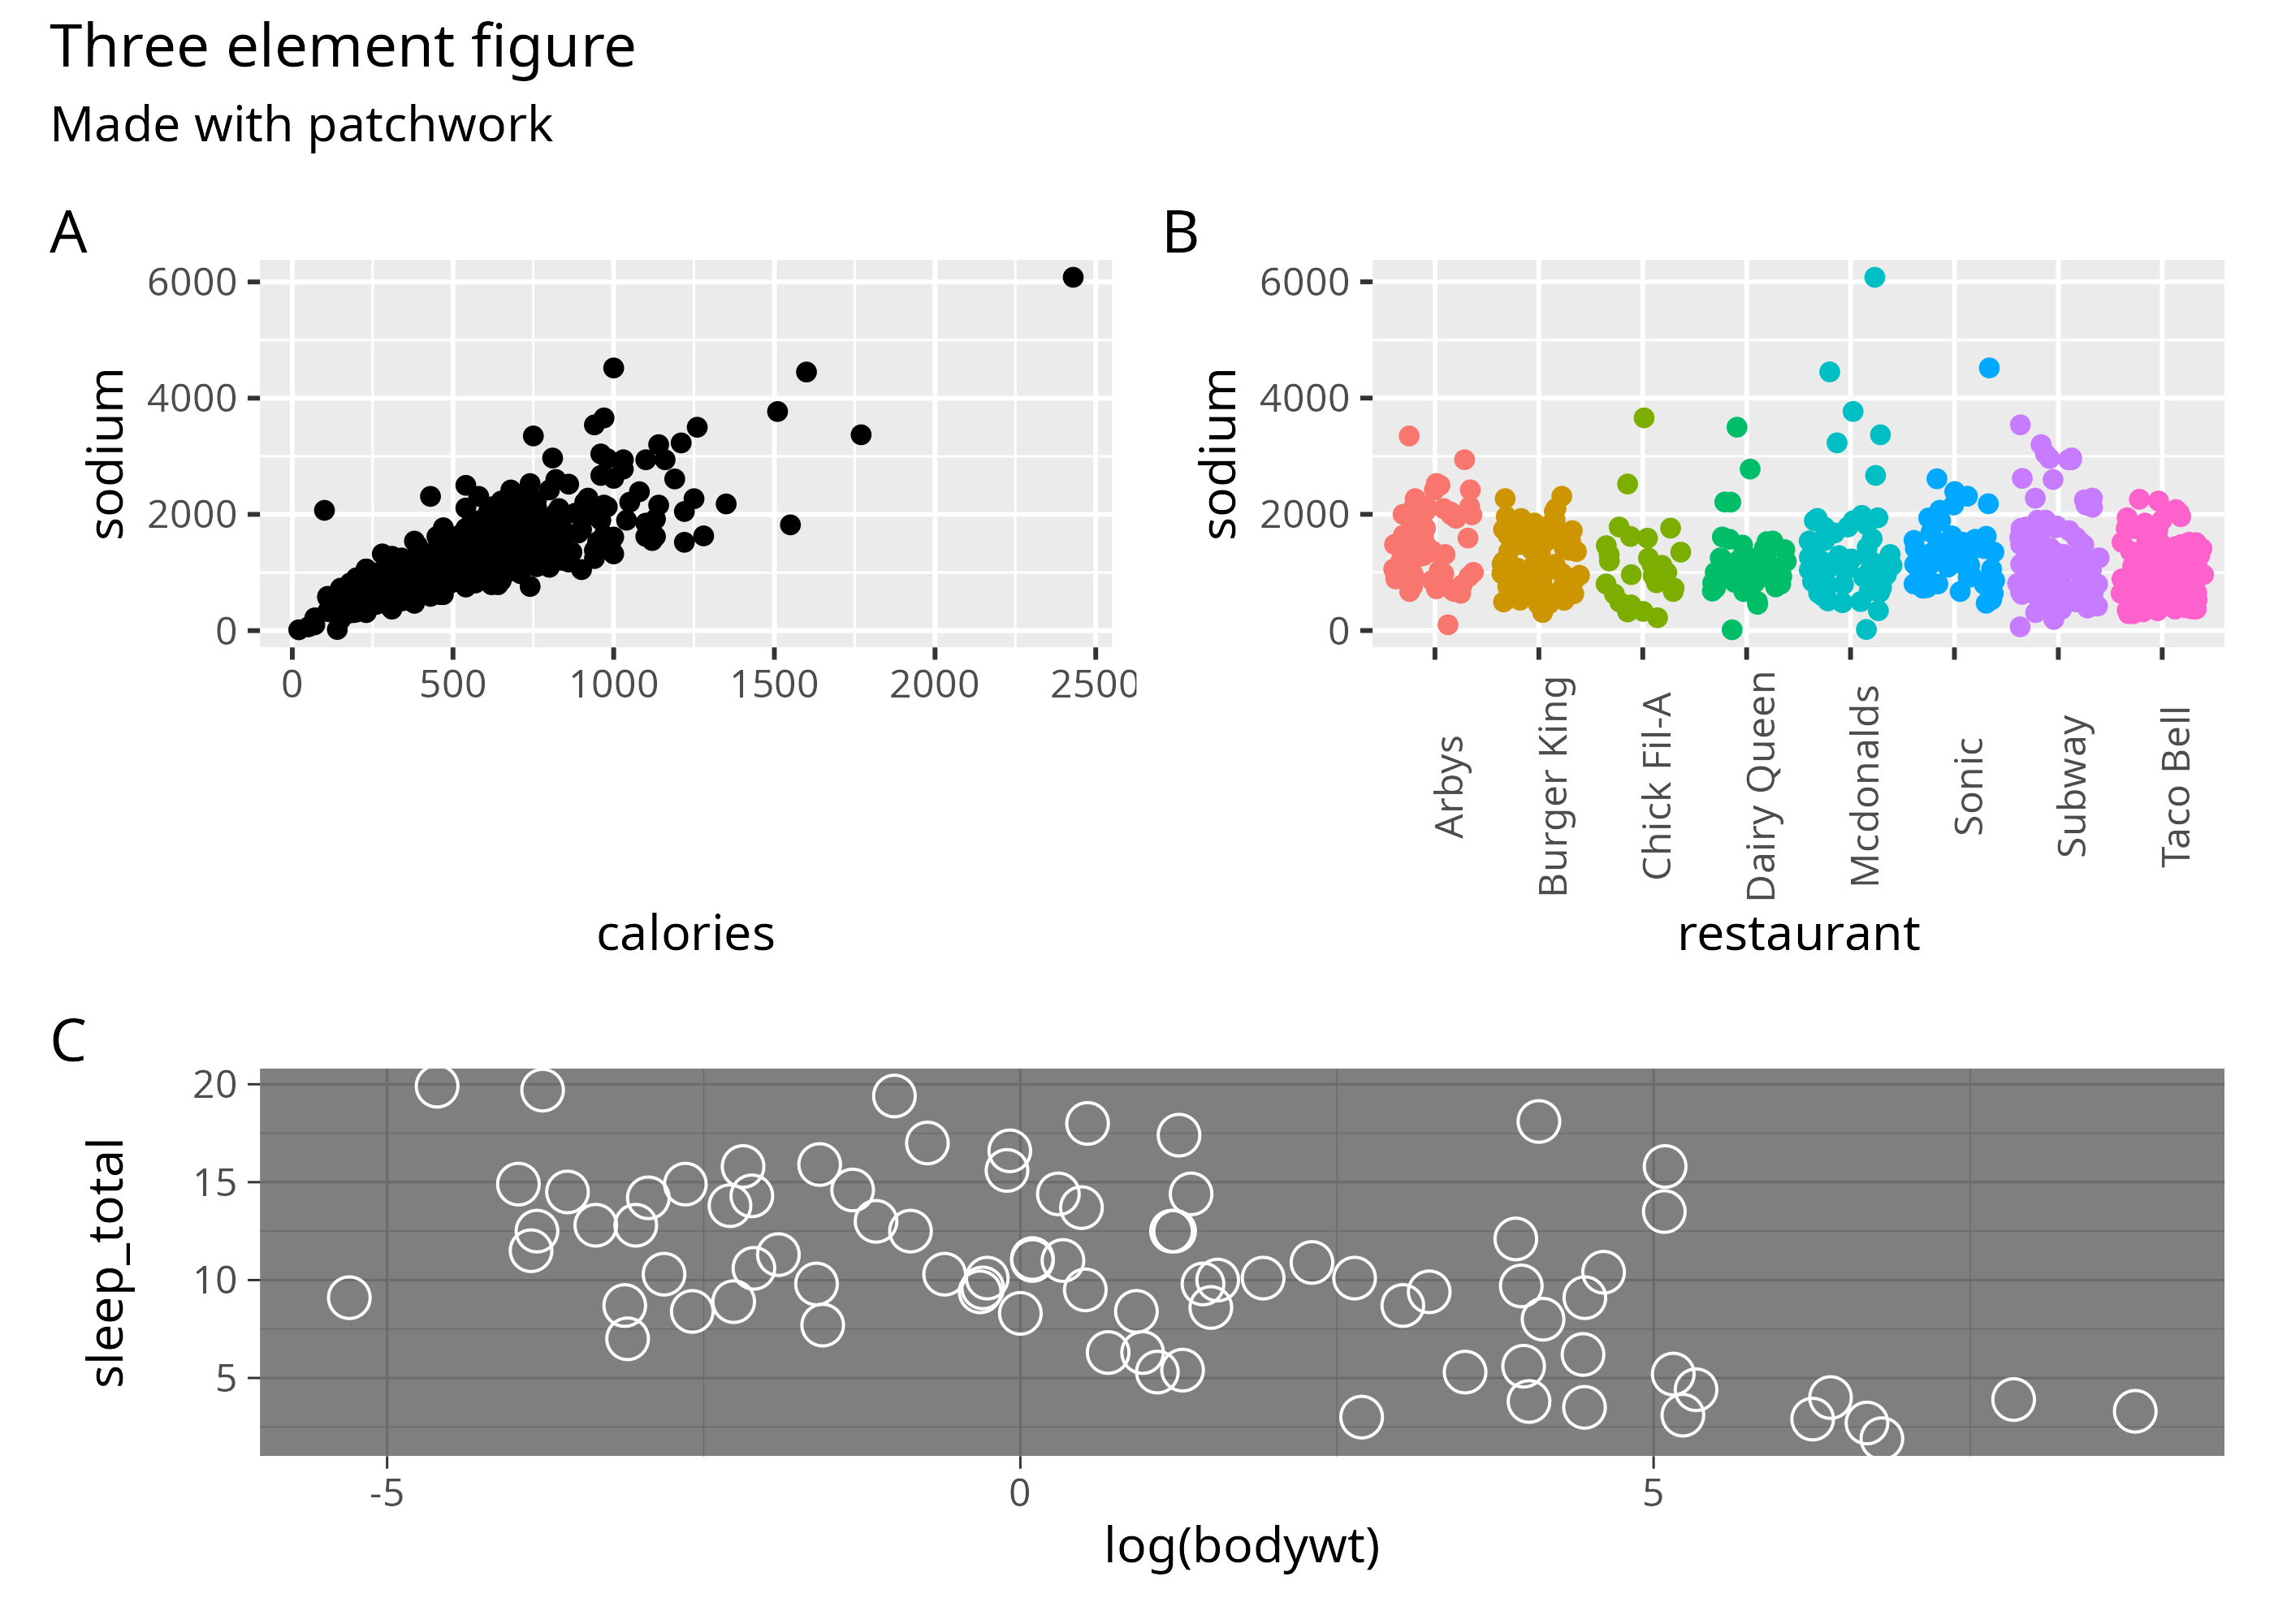 Three element figure
Made with patchwork
A
6000
4000
2000
0
sodium
0 500 1000 1500 2000 2500
calories
B
6000
4000
2000
0
sodium
Arbys
Burger King
Chick Fil-A
Dairy Queen
Mcdonalds
Sonic
Subway
Taco Bell
restaurant
C
20
15
10
5
sleep_total
-5 0 5
log(bodywt)